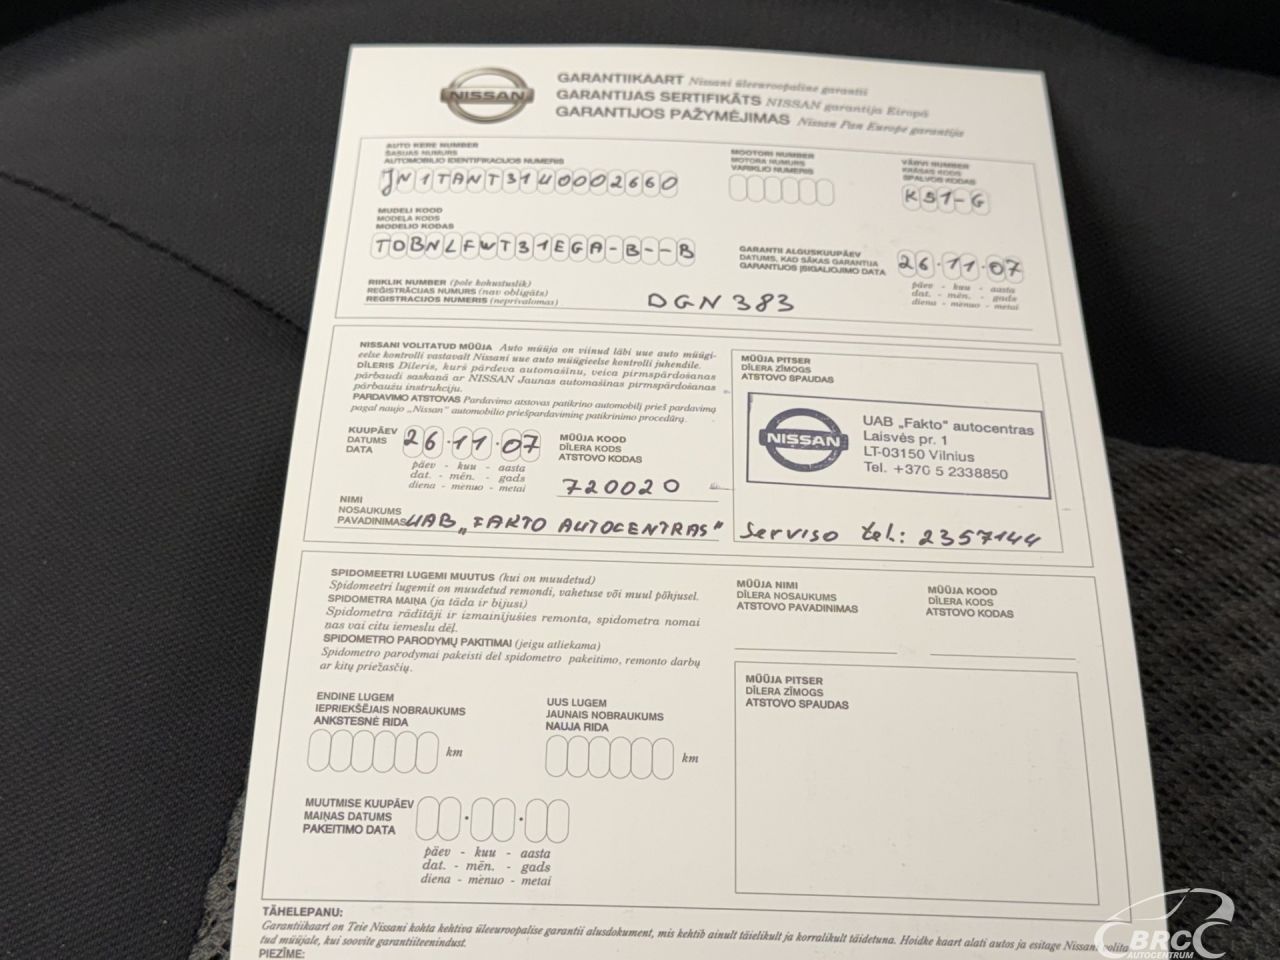 NISSAN
GARANTIIKAART Nissani üleeuroopaline garantii
GARANTIJAS SERTIFIKĀTS NISSAN garantija Eiropā
GARANTIJOS PAŽYMĖJIMAS Nissan Pan Europe garantija
AUTO KERE NUMBER
ŠASIJAS NUMURS
AUTOMOBILIO IDENTIFIKACIJOS NUMERIS
JN1TANT31U0002660
MOOTORI NUMBER
MOTORA NUMURS
VARIKLIO NUMERIS
VÄRVI NUMBER
KRĀSAS KODS
SPALVOS KODAS
K51-G
MUDELI KOOD
MODEĻA KODS
MODELIO KODAS
TDBNLFWT31EGA-B--B
GARANTII ALGUSKUUPÄEV
DATUMS, KAD SĀKAS GARANTIJA
GARANTIJOS ĮSIGALIOJIMO DATA
26.11.07
päev - kuu - aasta
dat. - mēn. - gads
diena - mėnuo - metai
RIIKLIK NUMBER (pole kohustuslik)
REĢISTRĀCIJAS NUMURS (nav obligāts)
REGISTRACIJOS NUMERIS (neprivalomas)
DGN 383
NISSANI VOLITATUD MÜÜJA Auto müüja on viinud läbi uue auto müügi-
eelse kontrolli vastavalt Nissani uue auto müügieelse kontrolli juhendile.
DĪLERIS Dīleris, kurš pārdeva automašīnu, veica pirmspārdošanas
pārbaudi saskaņā ar NISSAN Jaunas automašīnas pirmspārdošanas
pārbaužu instrukciju.
PARDAVIMO ATSTOVAS Pardavimo atstovas patikrino automobilį prieš pardavimą
pagal naujo „Nissan" automobilio priešpardaviminę patikrinimo procedūrą.
KUUPÄEV
DATUMS
DATA
26.11.07
päev - kuu - aasta
dat. - mēn. - gads
diena - mėnuo - metai
MÜÜJA KOOD
DĪLERA KODS
ATSTOVO KODAS
720020
NIMI
NOSAUKUMS
PAVADINIMAS UAB „FAKTO AUTOCENTRAS"
MÜÜJA PITSER
DĪLERA ZĪMOGS
ATSTOVO SPAUDAS
NISSAN
UAB „Fakto" autocentras
Laisvės pr. 1
LT-03150 Vilnius
Tel. +370 5 2338850
Serviso tel.: 2357144
SPIDOMEETRI LUGEMI MUUTUS (kui on muudetud)
Spidomeetri lugemit on muudetud remondi, vahetuse või muul põhjusel.
SPIDOMETRA MAIŅA (ja tāda ir bijusi)
Spidometra rādītāji ir izmainījušies remonta, spidometra nomai
ņas vai citu iemeslu dēļ.
SPIDOMETRO PARODYMŲ PAKITIMAI (jeigu atliekama)
Spidometro parodymai pakeisti dėl spidometro pakeitimo, remonto darbų
ar kitų priežasčių.
MÜÜJA NIMI
DĪLERA NOSAUKUMS
ATSTOVO PAVADINIMAS
MÜÜJA KOOD
DĪLERA KODS
ATSTOVO KODAS
ENDINE LUGEM
IEPRIEKŠĒJAIS NOBRAUKUMS
ANKSTESNĖ RIDA
km
UUS LUGEM
JAUNAIS NOBRAUKUMS
NAUJA RIDA
km
MÜÜJA PITSER
DĪLERA ZĪMOGS
ATSTOVO SPAUDAS
MUUTMISE KUUPÄEV
MAIŅAS DATUMS
PAKEITIMO DATA
päev - kuu - aasta
dat. - mēn. - gads
diena - mėnuo - metai
TÄHELEPANU:
Garantiikaart on Teie Nissani kohta kehtiva üleeuroopalise garantii alusdokument, mis kehtib ainult täielikult ja korralikult täidetuna. Hoidke kaart alati autos ja esitage Nissani volita-
tud müüjale, kui soovite garantiiteenindust.
PIEZĪME:
BRC
AUTOCENTRUM